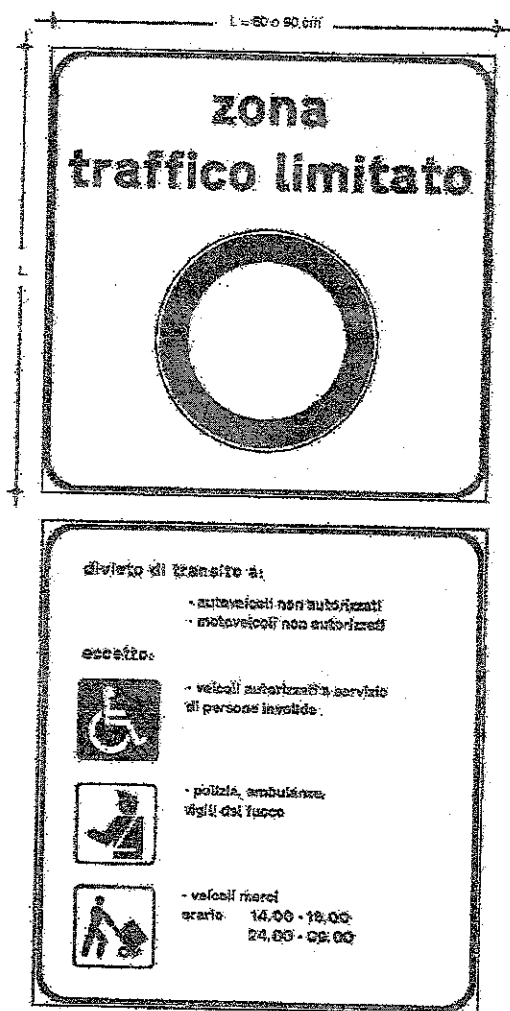 L = 60 o 90 cm
zona
traffico limitato
L
divieto di transito a:
- autoveicoli non autorizzati
- motoveicoli non autorizzati
eccetto:
- veicoli autorizzati a servizio
di persone invalide
- polizia, ambulanze,
vigili del fuoco
- veicoli merci
orario 14.00 - 16.00
24.00 - 06.00